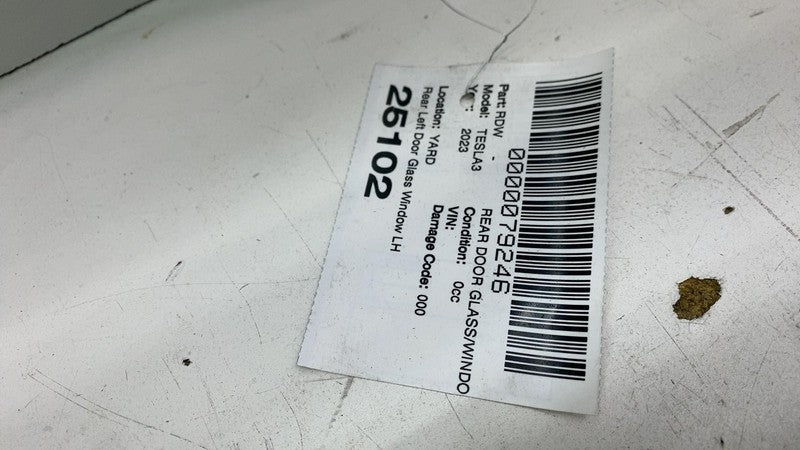 0000079246
Part: RDW - REAR DOOR GLASS/WINDO
Model: TESLA3 Condition: 0cc
Year: 2023 VIN:
Location: YARD Damage Code: 000
Rear Left Door Glass Window LH
25102